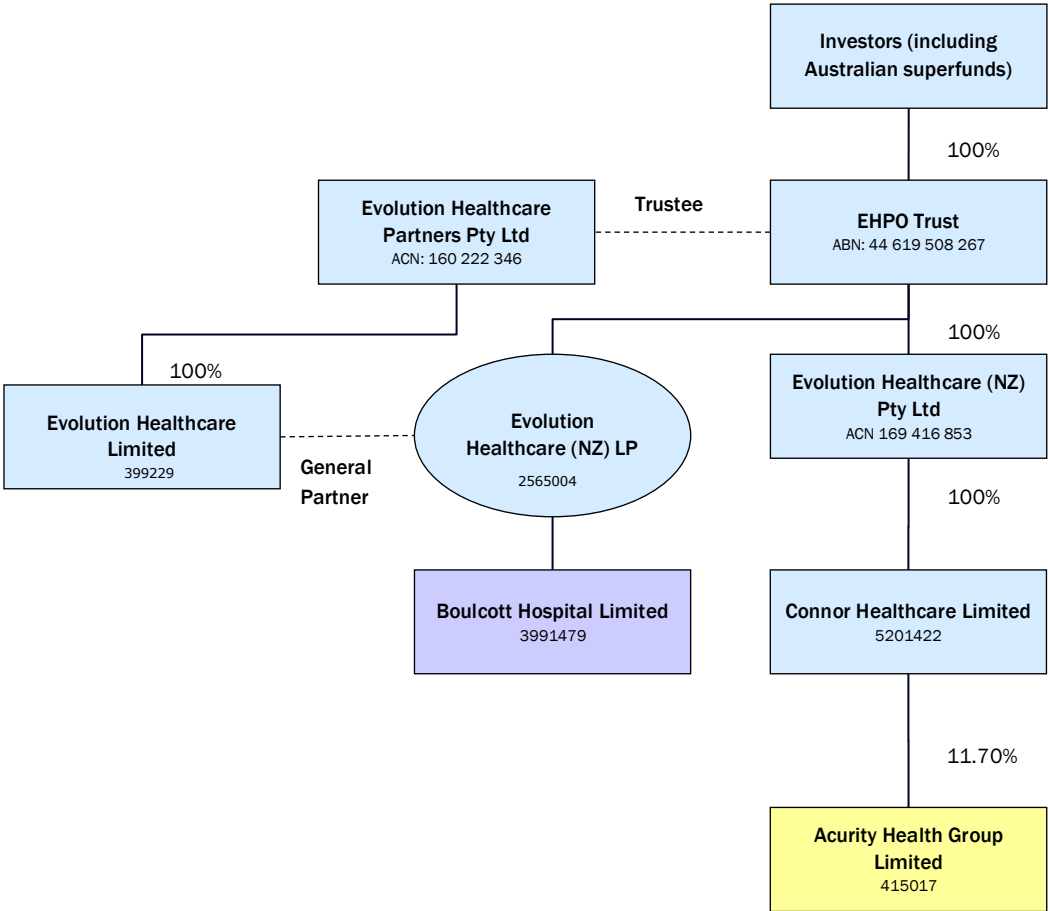 Investors (including
Australian superfunds)
100%
Evolution Healthcare
Partners Pty Ltd
ACN: 160 222 346
Trustee
EHPO Trust
ABN: 44 619 508 267
100%
100%
Evolution Healthcare
Limited
399229
General
Partner
Evolution
Healthcare (NZ) LP
2565004
Evolution Healthcare (NZ)
Pty Ltd
ACN 169 416 853
100%
Boulcott Hospital Limited
3991479
Connor Healthcare Limited
5201422
11.70%
Acurity Health Group
Limited
415017